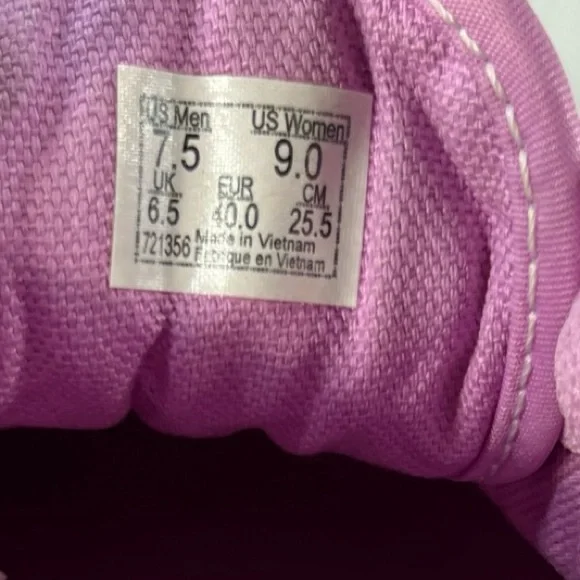 US Men US Women
7.5 9.0
UK EUR CM
6.5 40.0 25.5
721356 Made in Vietnam
Fabrique en Vietnam